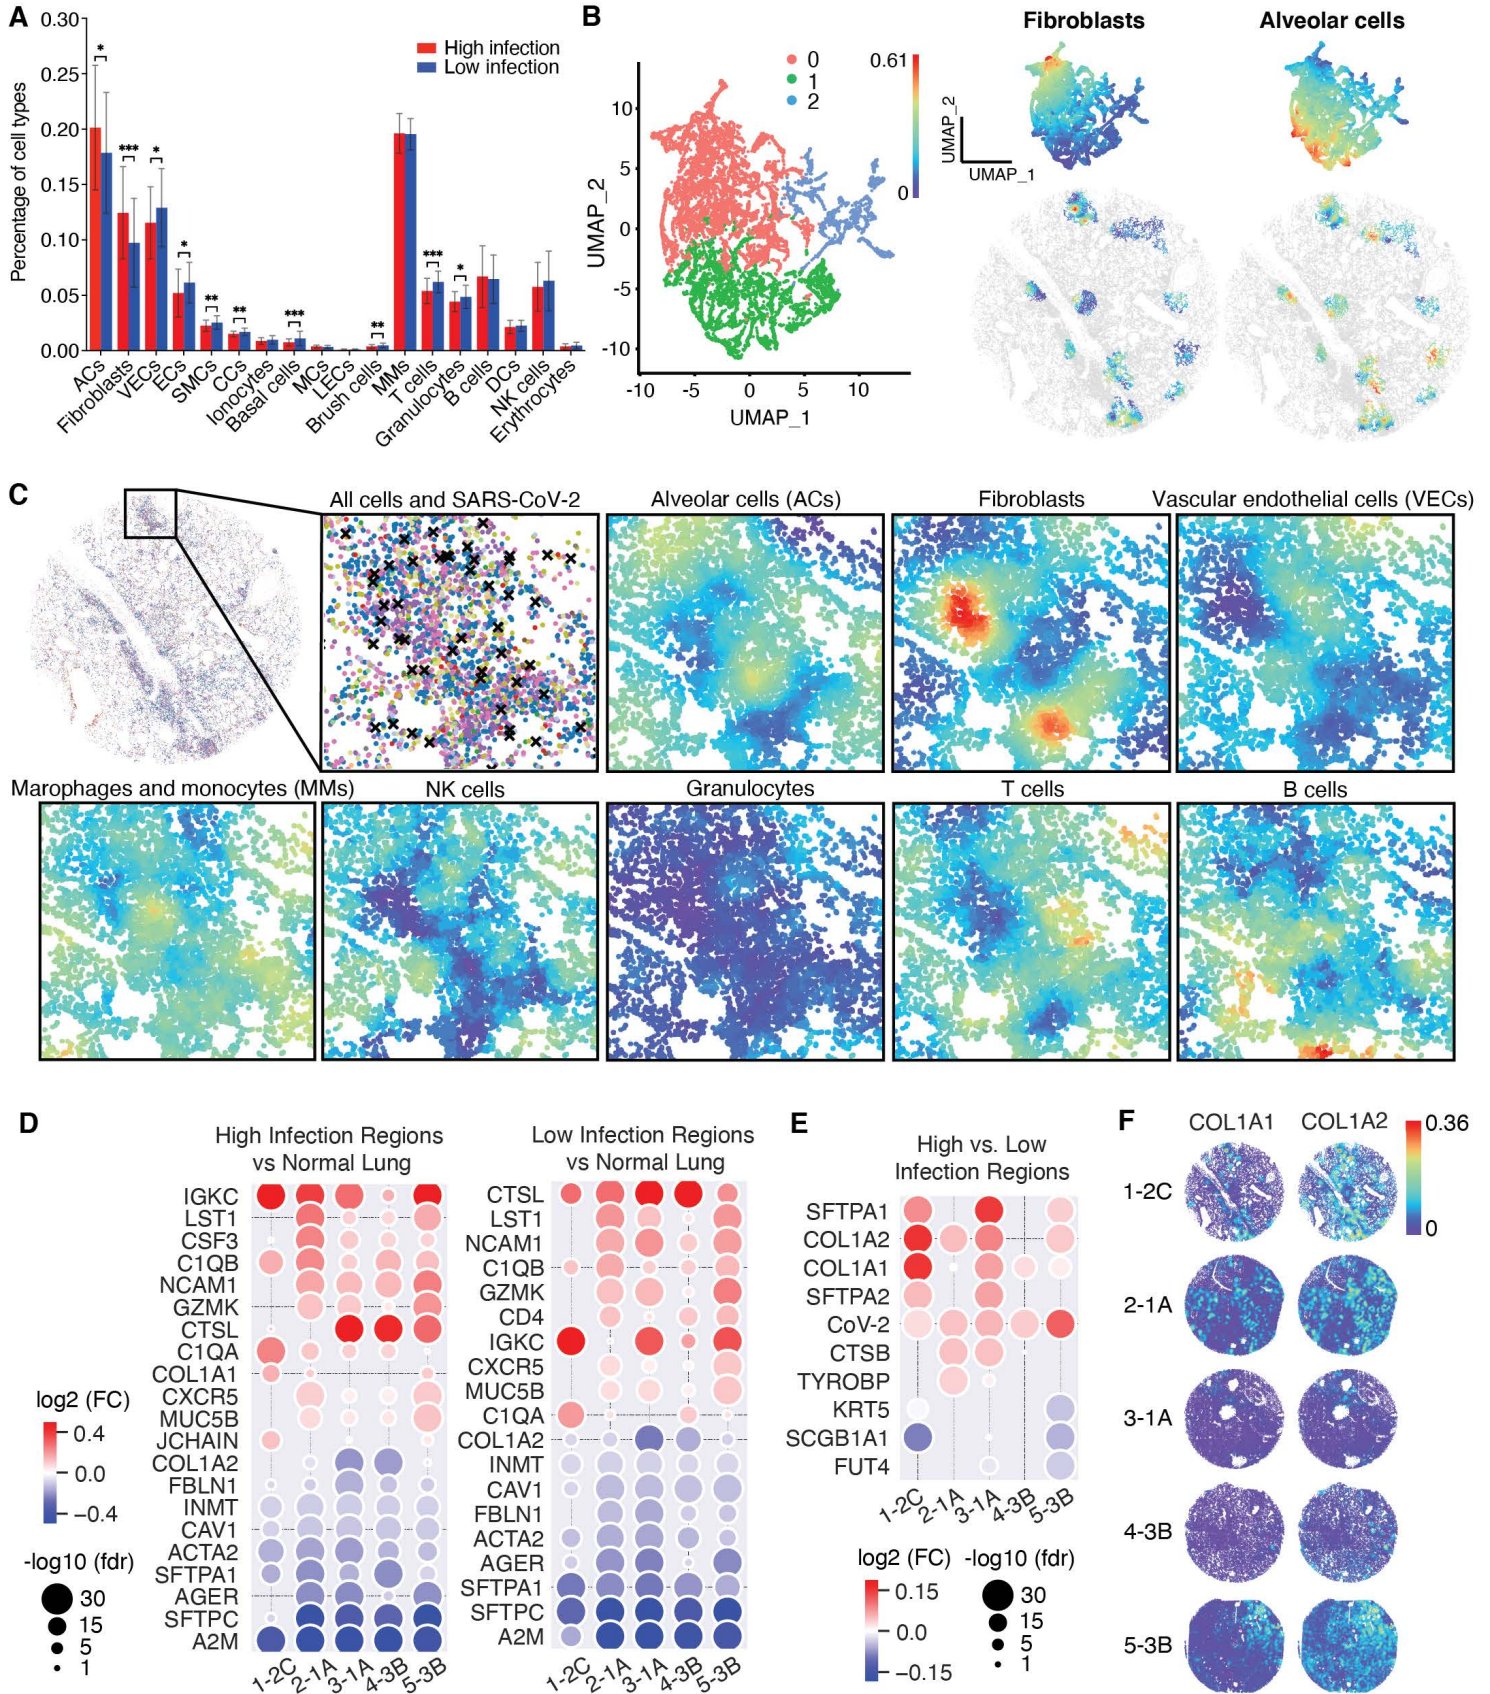 A
0.30
0.25
0.20
0.15
0.10
0.05
0.00
Percentage of cell types
High infection
Low infection
*
***
*
*
**
**
***
**
***
*
ACs
Fibroblasts
VECs
ECs
SMCs
CCs
Ionocytes
Basal cells
MCs
LECs
Brush cells
MMs
T cells
Granulocytes
B cells
DCs
NK cells
Erythrocytes
B
0
1
2
0.61
0
10
5
0
-5
-10
UMAP_2
-10
-5
0
5
10
UMAP_1
Fibroblasts
Alveolar cells
UMAP_2
UMAP_1
C
All cells and SARS-CoV-2
Alveolar cells (ACs)
Fibroblasts
Vascular endothelial cells (VECs)
Marophages and monocytes (MMs)
NK cells
Granulocytes
T cells
B cells
D
High Infection Regions
vs Normal Lung
IGKC
LST1
CSF3
C1QB
NCAM1
GZMK
CTSL
C1QA
COL1A1
CXCR5
MUC5B
JCHAIN
COL1A2
FBLN1
INMT
CAV1
ACTA2
SFTPA1
AGER
SFTPC
A2M
1-2C
2-1A
3-1A
4-3B
5-3B
log2 (FC)
0.4
0.0
-0.4
-log10 (fdr)
30
15
5
1
Low Infection Regions
vs Normal Lung
CTSL
LST1
NCAM1
C1QB
GZMK
CD4
IGKC
CXCR5
MUC5B
C1QA
COL1A2
INMT
CAV1
FBLN1
ACTA2
AGER
SFTPA1
SFTPC
A2M
1-2C
2-1A
3-1A
4-3B
5-3B
E
High vs. Low
Infection Regions
SFTPA1
COL1A2
COL1A1
SFTPA2
CoV-2
CTSB
TYROBP
KRT5
SCGB1A1
FUT4
1-2C
2-1A
3-1A
4-3B
5-3B
log2 (FC)
0.15
0.0
-0.15
-log10 (fdr)
30
15
5
1
F
COL1A1
COL1A2
0.36
0
1-2C
2-1A
3-1A
4-3B
5-3B